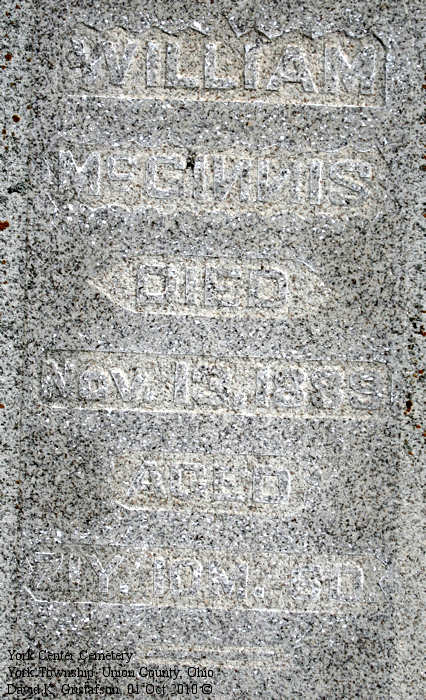 WILLIAM
McGINNIS
DIED
NOV. 13, 1889
AGED
71Y. 10M. 9D.
York Center Cemetery
York Township, Union County, Ohio
David K. Gustafson, 01 Oct 2010 ©